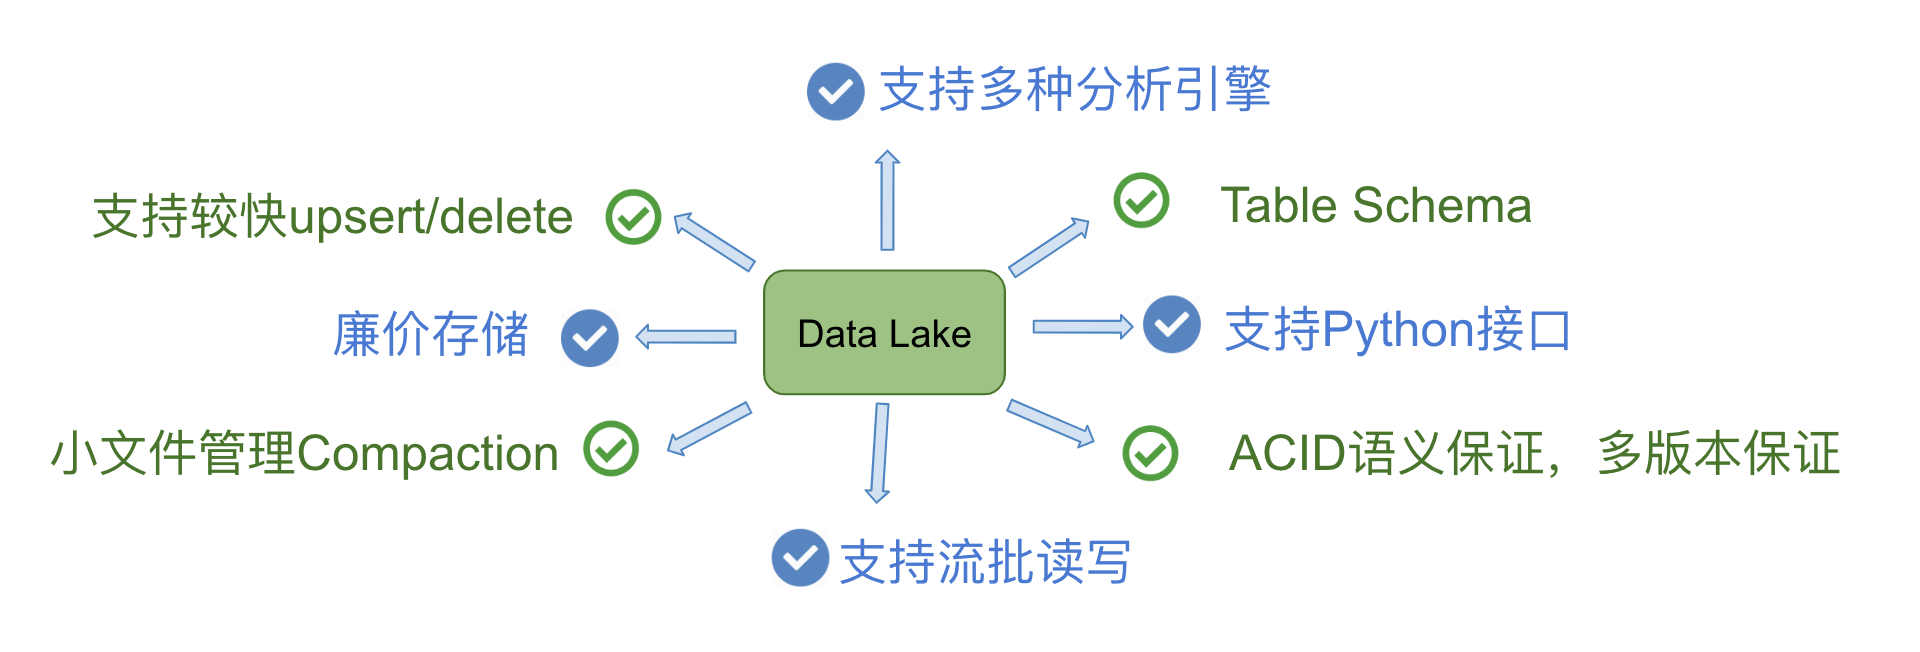 支持多种分析引擎
支持较快upsert/delete
Table Schema
廉价存储
Data Lake
支持Python接口
小文件管理Compaction
ACID语义保证，多版本保证
支持流批读写